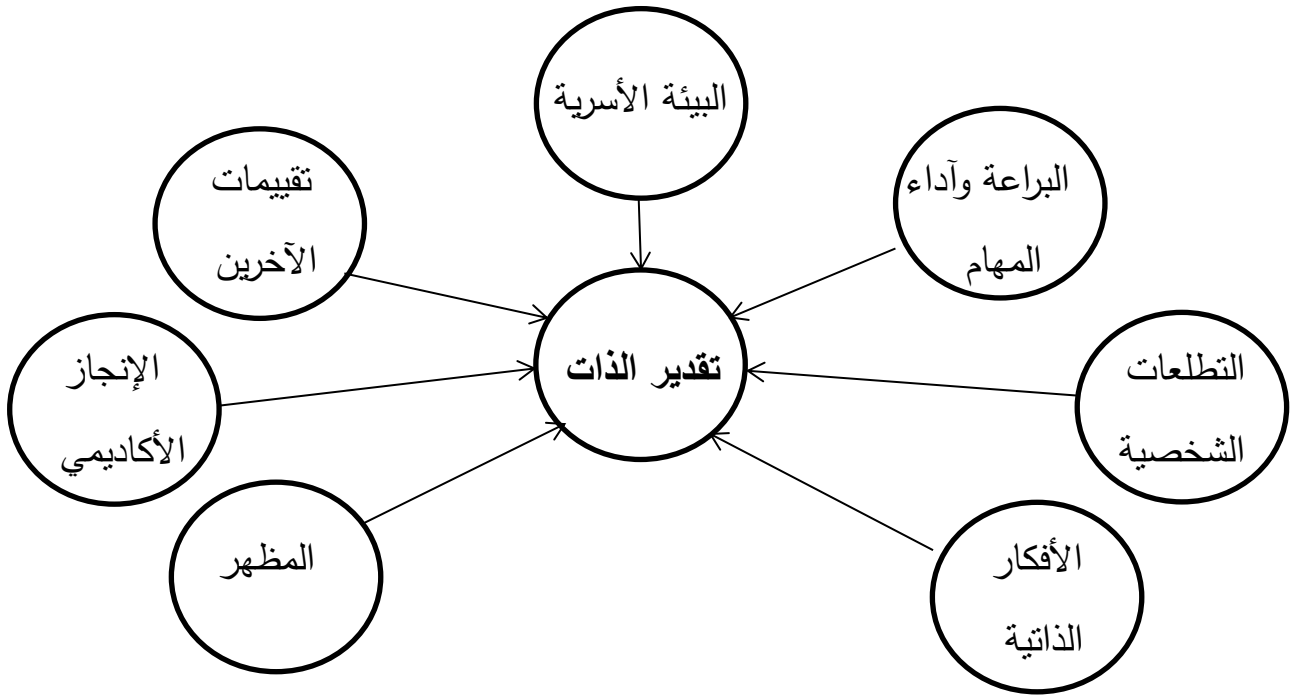 البيئة الأسرية
البراعة وآداء
المهام
تقييمات
الآخرين
تقدير الذات
التطلعات
الشخصية
الإنجاز
الأكاديمي
المظهر
الأفكار
الذاتية